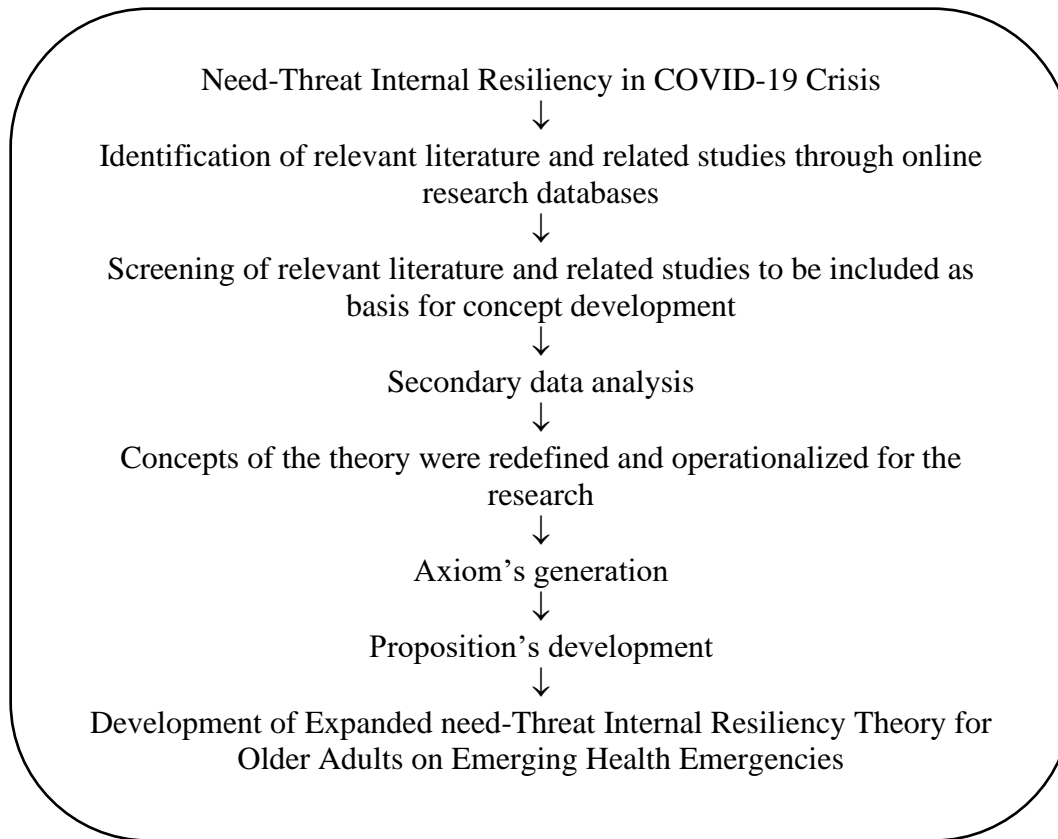 Need-Threat Internal Resiliency in COVID-19 Crisis
↓
Identification of relevant literature and related studies through online
research databases
↓
Screening of relevant literature and related studies to be included as
basis for concept development
↓
Secondary data analysis
↓
Concepts of the theory were redefined and operationalized for the
research
↓
Axiom’s generation
↓
Proposition’s development
↓
Development of Expanded need-Threat Internal Resiliency Theory for
Older Adults on Emerging Health Emergencies